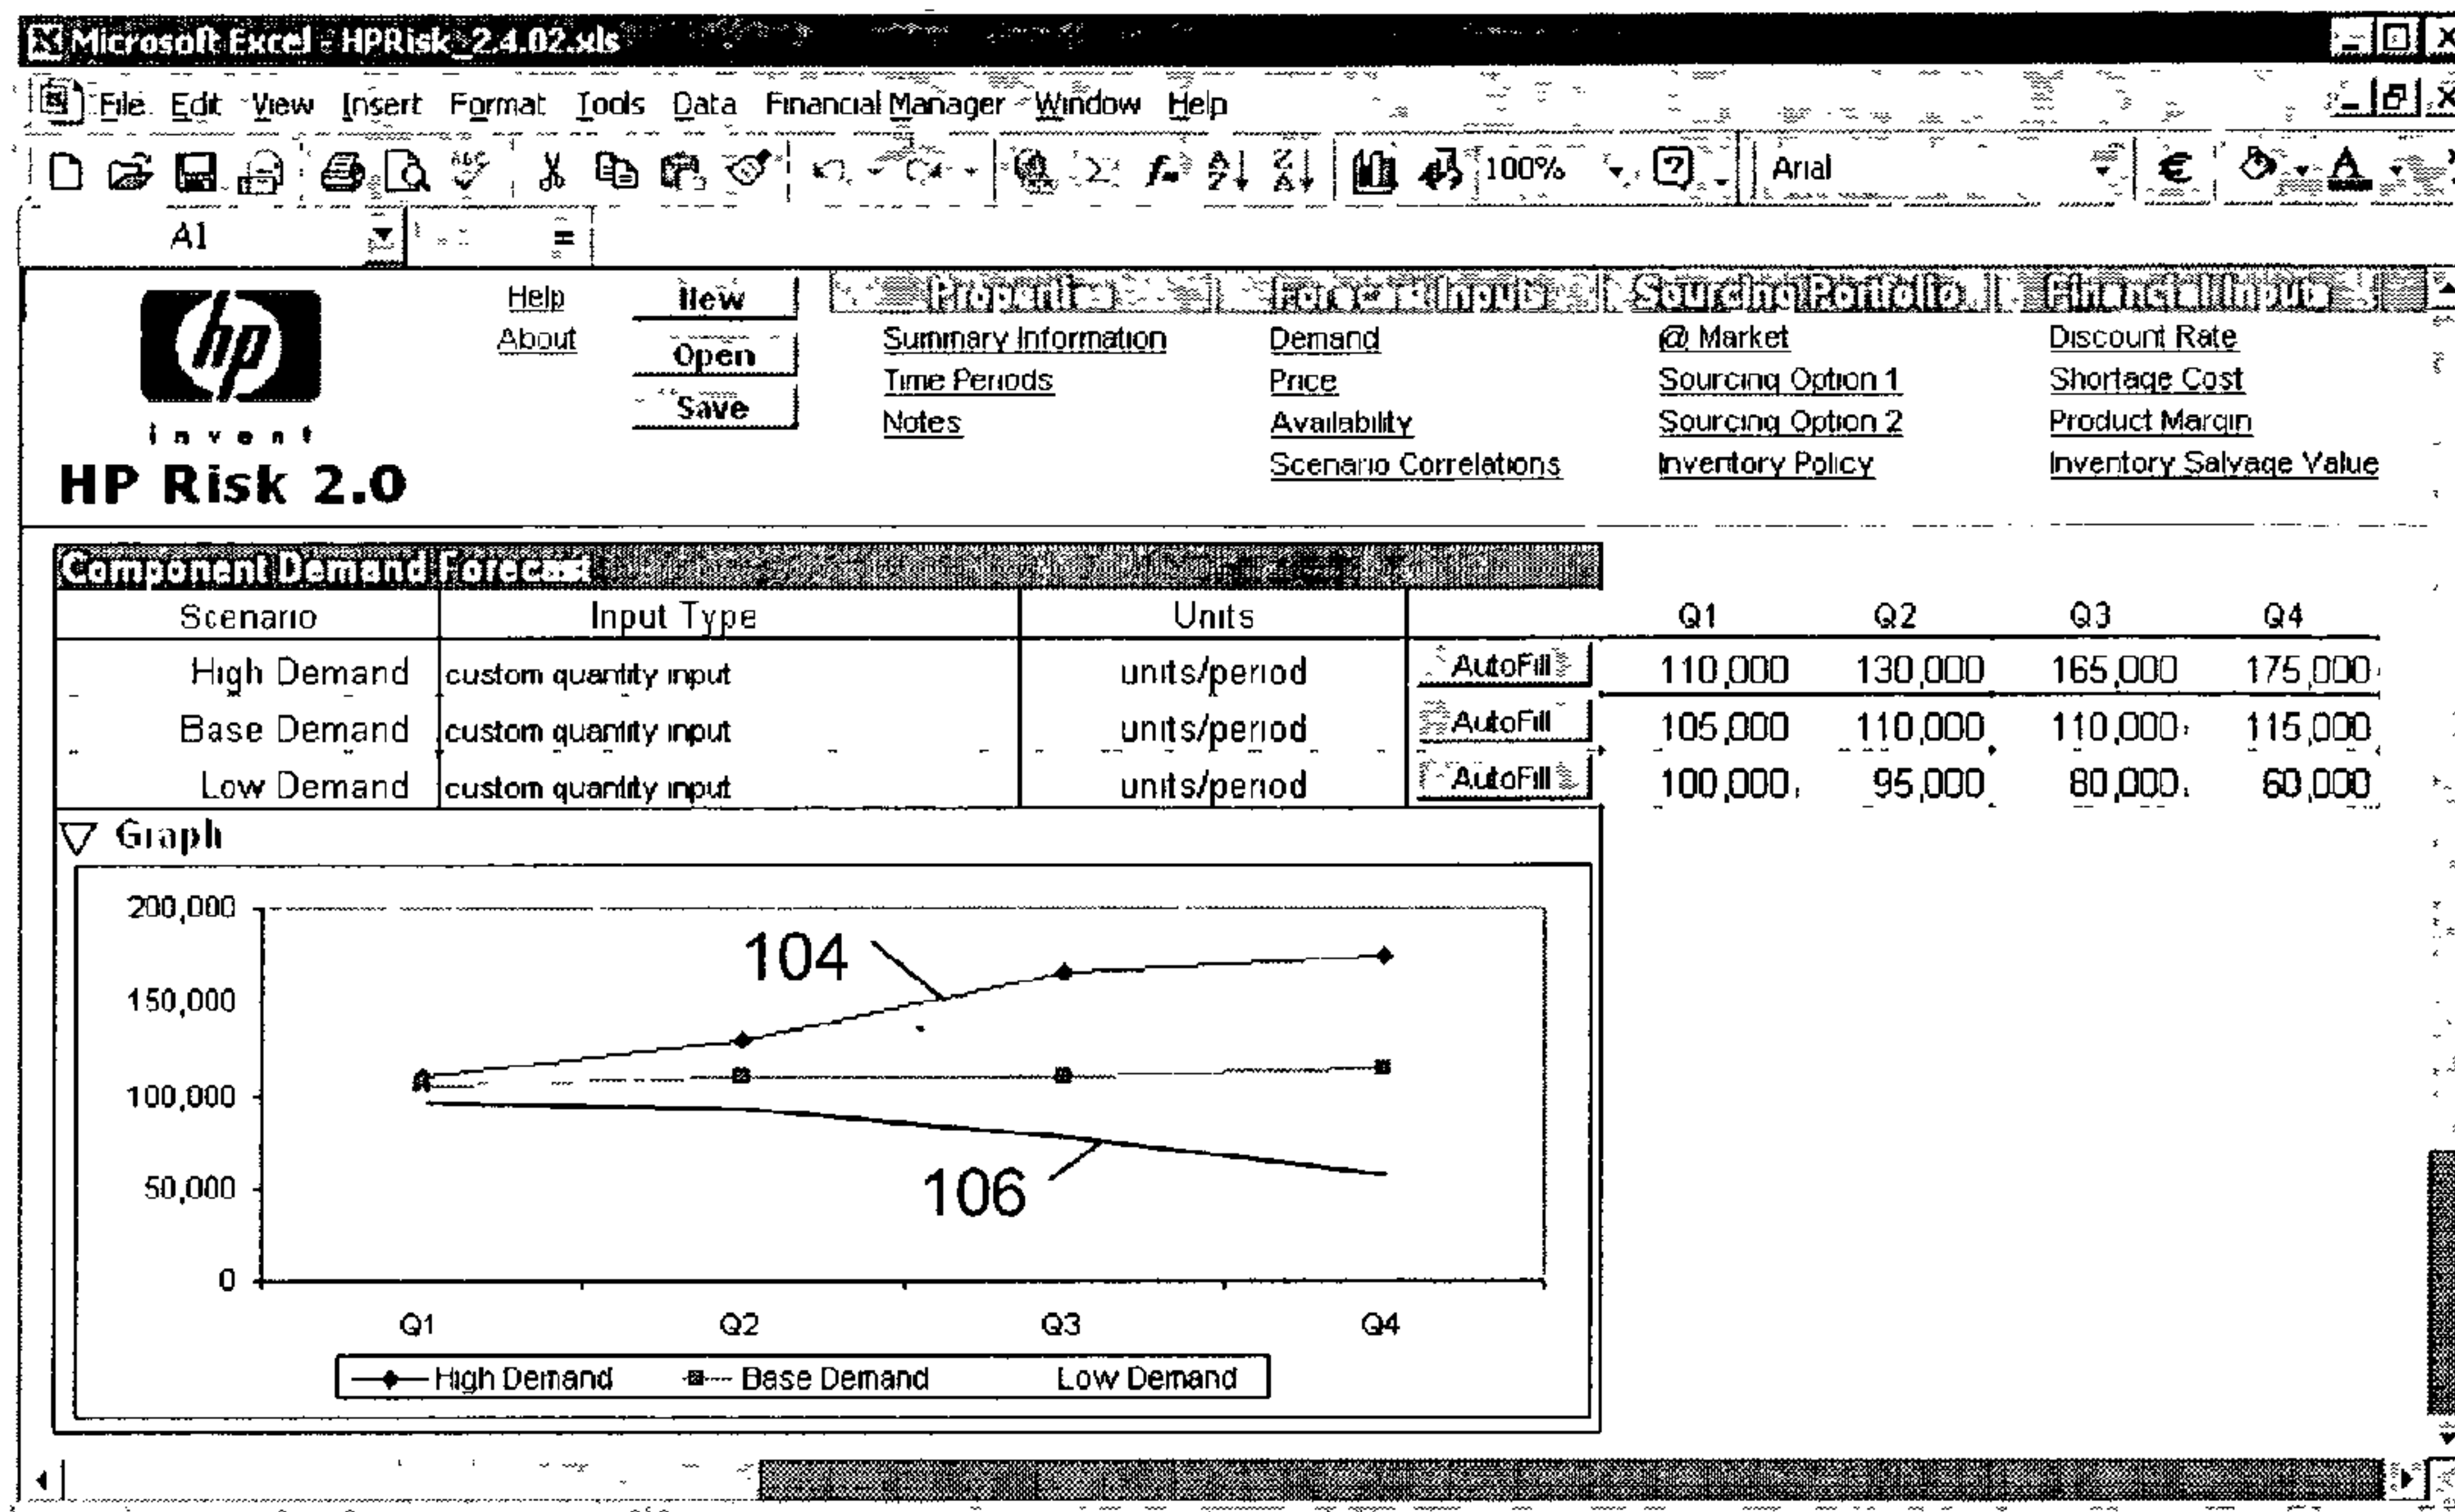 Microsoft Excel - HPRisk_2.4.02.xls
File Edit View Insert Format Tools Data Financial Manager Window Help
100% Arial
A1 =
Help New Properties Forecast Inputs Sourcing Portfolio Financial Inputs
About Open Summary Information Demand @ Market Discount Rate
Save Time Periods Price Sourcing Option 1 Shortage Cost
Notes Availability Sourcing Option 2 Product Margin
Scenario Correlations Inventory Policy Inventory Salvage Value
hp
invent
HP Risk 2.0
Component Demand Forecast
Scenario Input Type Units Q1 Q2 Q3 Q4
High Demand custom quantity input units/period AutoFill 110,000 130,000 165,000 175,000
Base Demand custom quantity input units/period AutoFill 105,000 110,000 110,000 115,000
Low Demand custom quantity input units/period AutoFill 100,000 95,000 80,000 60,000
Graph
200,000
104
150,000
100,000
50,000
106
0
Q1 Q2 Q3 Q4
High Demand Base Demand Low Demand